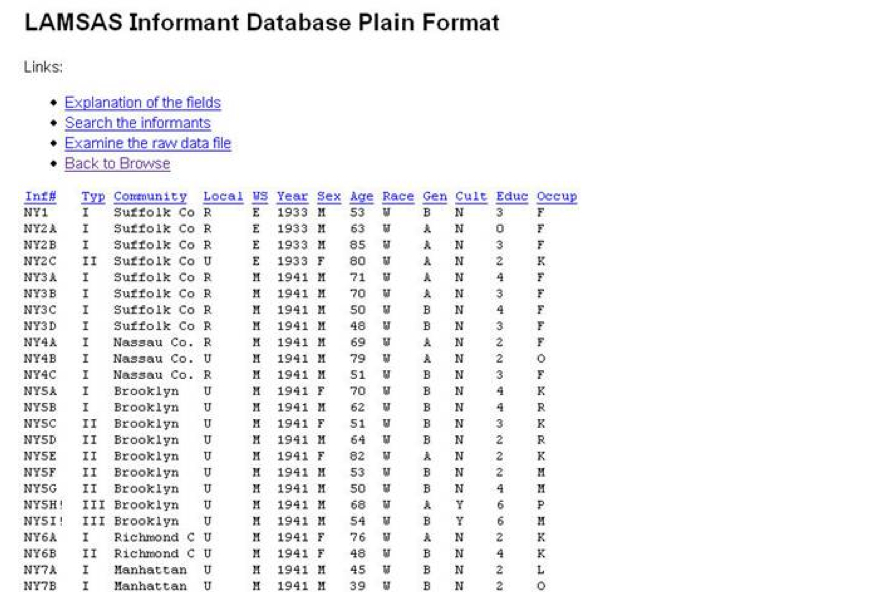 LAMSAS Informant Database Plain Format
Links:
Explanation of the fields
Search the informants
Examine the raw data file
Back to Browse
Inf# Typ Community Local WS Year Sex Age Race Gen Cult Educ Occup
NY1 I Suffolk Co R E 1933 M 53 W B N 3 F
NY2A I Suffolk Co R E 1933 M 63 W A N 0 F
NY2B I Suffolk Co R E 1933 M 85 W A N 3 F
NY2C II Suffolk Co U E 1933 F 80 W A N 2 K
NY3A I Suffolk Co R M 1941 M 71 W A N 4 F
NY3B I Suffolk Co R M 1941 M 70 W A N 3 F
NY3C I Suffolk Co R M 1941 M 50 W B N 4 F
NY3D I Suffolk Co R M 1941 M 48 W B N 3 F
NY4A I Nassau Co. R M 1941 M 69 W A N 2 F
NY4B I Nassau Co. U M 1941 M 79 W A N 2 O
NY4C I Nassau Co. R M 1941 M 51 W B N 3 F
NY5A I Brooklyn U M 1941 F 70 W B N 4 K
NY5B I Brooklyn U M 1941 M 62 W B N 4 R
NY5C II Brooklyn U M 1941 F 51 W B N 3 K
NY5D II Brooklyn U M 1941 M 64 W B N 2 R
NY5E II Brooklyn U M 1941 F 82 W A N 2 K
NY5F II Brooklyn U M 1941 M 53 W B N 2 M
NY5G II Brooklyn U M 1941 M 50 W B N 4 M
NY5H! III Brooklyn U M 1941 M 68 W A Y 6 P
NY5I! III Brooklyn U M 1941 M 54 W B Y 6 M
NY6A I Richmond C U M 1941 F 76 W A N 2 K
NY6B II Richmond C U M 1941 F 48 W B N 4 K
NY7A I Manhattan U M 1941 M 45 W B N 2 L
NY7B I Manhattan U M 1941 M 39 W B N 2 O